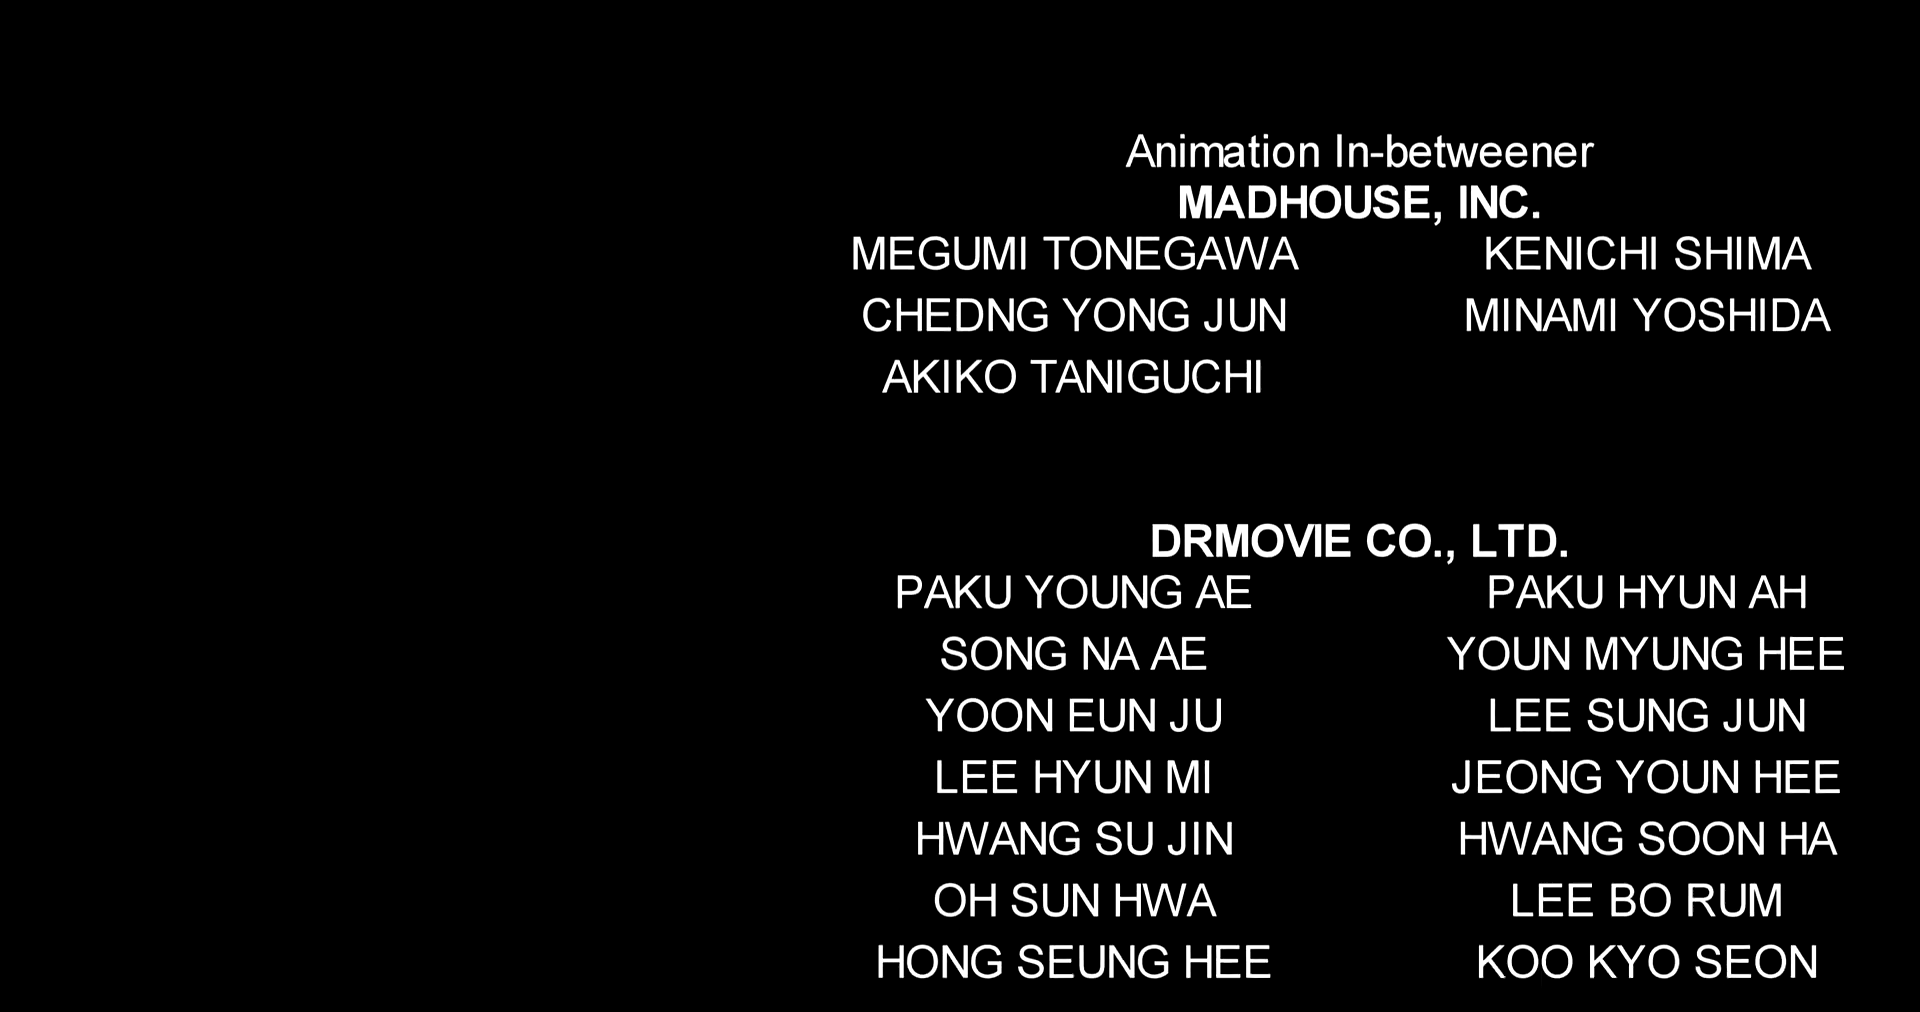 Animation In-betweener
MADHOUSE, INC.
MEGUMI TONEGAWA KENICHI SHIMA
CHEDNG YONG JUN MINAMI YOSHIDA
AKIKO TANIGUCHI
DRMOVIE CO., LTD.
PAKU YOUNG AE PAKU HYUN AH
SONG NA AE YOUN MYUNG HEE
YOON EUN JU LEE SUNG JUN
LEE HYUN MI JEONG YOUN HEE
HWANG SU JIN HWANG SOON HA
OH SUN HWA LEE BO RUM
HONG SEUNG HEE KOO KYO SEON